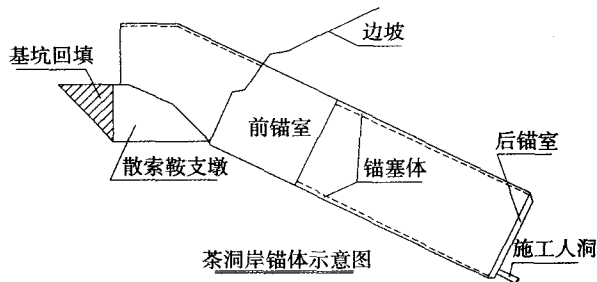 边坡
基坑回填
前锚室
后锚室
散索鞍支墩
锚塞体
施工人洞
茶洞岸锚体示意图